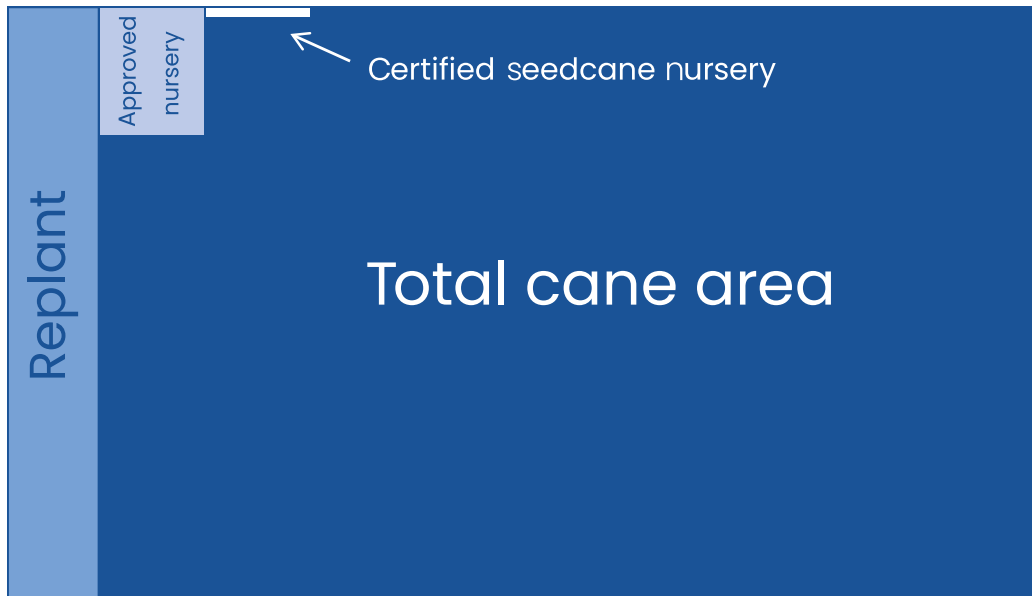 Replant
Approved
nursery
Certified seedcane nursery
Total cane area